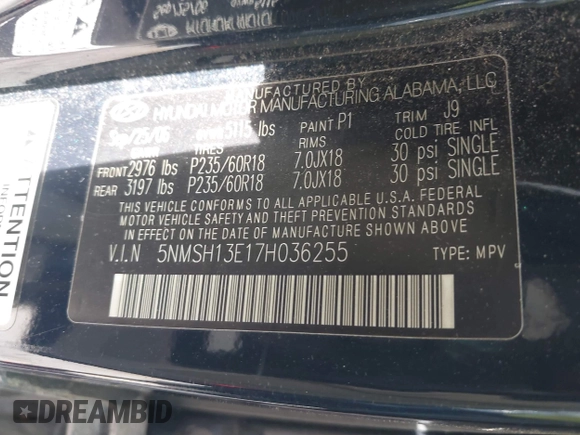 MANUFACTURED BY
HYUNDAI MOTOR MANUFACTURING ALABAMA, LLC
5115 lbs PAINT P1 TRIM J9
TIRES RIMS COLD TIRE INFL
FRONT 2976 lbs P235/60R18 7.0JX18 30 psi SINGLE
REAR 3197 lbs P235/60R18 7.0JX18 30 psi SINGLE
THIS VEHICLE CONFORMS TO ALL APPLICABLE U.S.A. FEDERAL
MOTOR VEHICLE SAFETY AND THEFT PREVENTION STANDARDS
IN EFFECT ON THE DATE OF MANUFACTURE SHOWN ABOVE.
V.I.N 5NMSH13E17H036255 TYPE: MPV
ATTENTION
DREAMBID